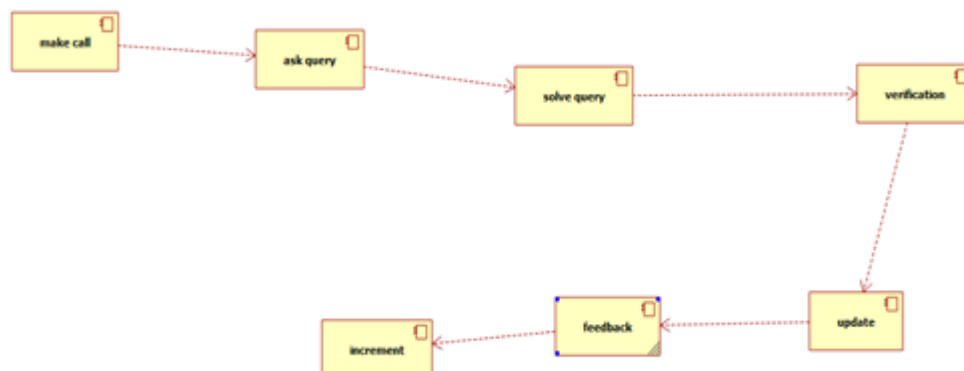 make call
ask query
solve query
verification
update
feedback
increment